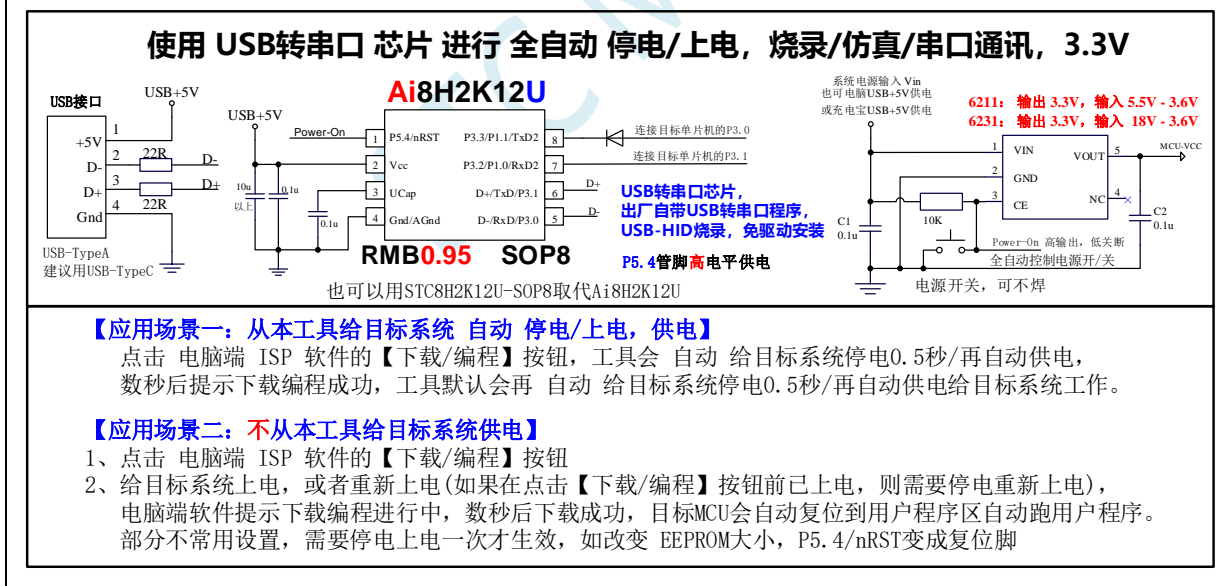 使用 USB转串口 芯片 进行 全自动 停电/上电，烧录/仿真/串口通讯，3.3V
USB接口
USB+5V
+5V
1
D-
2
22R
D-
D+
3
D+
Gnd
4
22R
USB-TypeA
建议用USB-TypeC
USB+5V
10u
以上
0.1u
0.1u
Power-On
Ai8H2K12U
1
P5.4/nRST
P3.3/P1.1/TxD2
8
2
Vcc
P3.2/P1.0/RxD2
7
3
UCap
D+/TxD/P3.1
6
D+
4
Gnd/AGnd
D-/RxD/P3.0
5
D-
连接目标单片机的P3.0
连接目标单片机的P3.1
RMB0.95 SOP8
也可以用STC8H2K12U-SOP8取代Ai8H2K12U
USB转串口芯片，
出厂自带USB转串口程序，
USB-HID烧录，免驱动安装
P5.4管脚高电平供电
系统电源输入 Vin
也可电脑USB+5V供电
或充电宝USB+5V供电
6211： 输出 3.3V，输入 5.5V - 3.6V
6231： 输出 3.3V，输入 18V - 3.6V
1
VIN
VOUT
5
MCU-VCC
2
GND
3
CE
NC
4
C1
0.1u
10K
C2
0.1u
Power-On 高输出，低关断
全自动控制电源开/关
电源开关，可不焊
【应用场景一：从本工具给目标系统 自动 停电/上电，供电】
点击 电脑端 ISP 软件的【下载/编程】按钮，工具会 自动 给目标系统停电0.5秒/再自动供电，
数秒后提示下载编程成功，工具默认会再 自动 给目标系统停电0.5秒/再自动供电给目标系统工作。
【应用场景二：不从本工具给目标系统供电】
1、点击 电脑端 ISP 软件的【下载/编程】按钮
2、给目标系统上电，或者重新上电(如果在点击【下载/编程】按钮前已上电，则需要停电重新上电)，
电脑端软件提示下载编程进行中，数秒后下载成功，目标MCU会自动复位到用户程序区自动跑用户程序。
部分不常用设置，需要停电上电一次才生效，如改变 EEPROM大小，P5.4/nRST变成复位脚